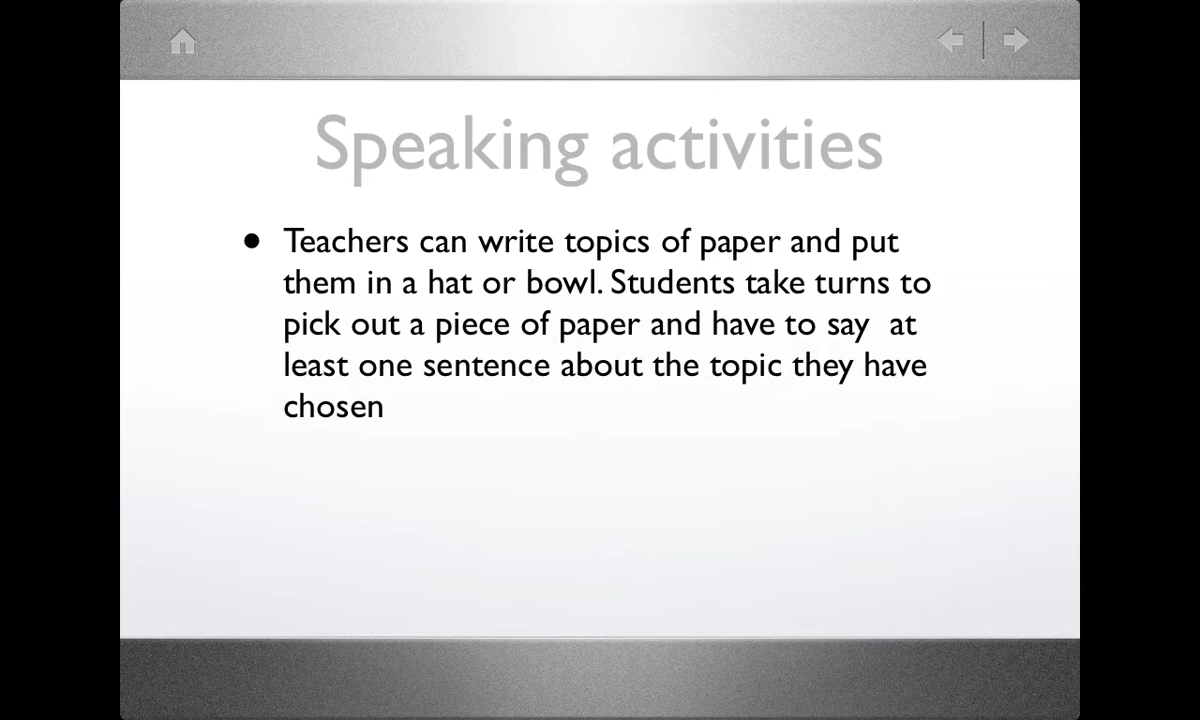 Speaking activities
• Teachers can write topics of paper and put
them in a hat or bowl. Students take turns to
pick out a piece of paper and have to say  at
least one sentence about the topic they have
chosen